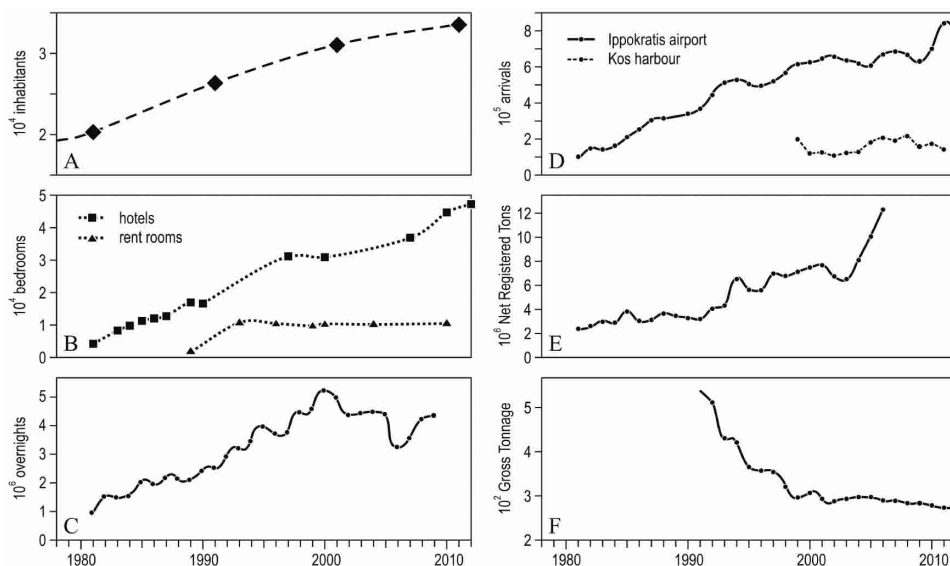 10⁴ inhabitants
3
2
A
10⁴ bedrooms
5
4
3
2
1
0
hotels
rent rooms
B
10⁶ overnights
5
4
3
2
1
0
C
1980
1990
2000
2010
10⁵ arrivals
8
6
4
2
0
Ippokratis airport
Kos harbour
D
10⁶ Net Registered Tons
12
10
8
6
4
2
0
E
10² Gross Tonnage
5
4
3
2
F
1980
1990
2000
2010